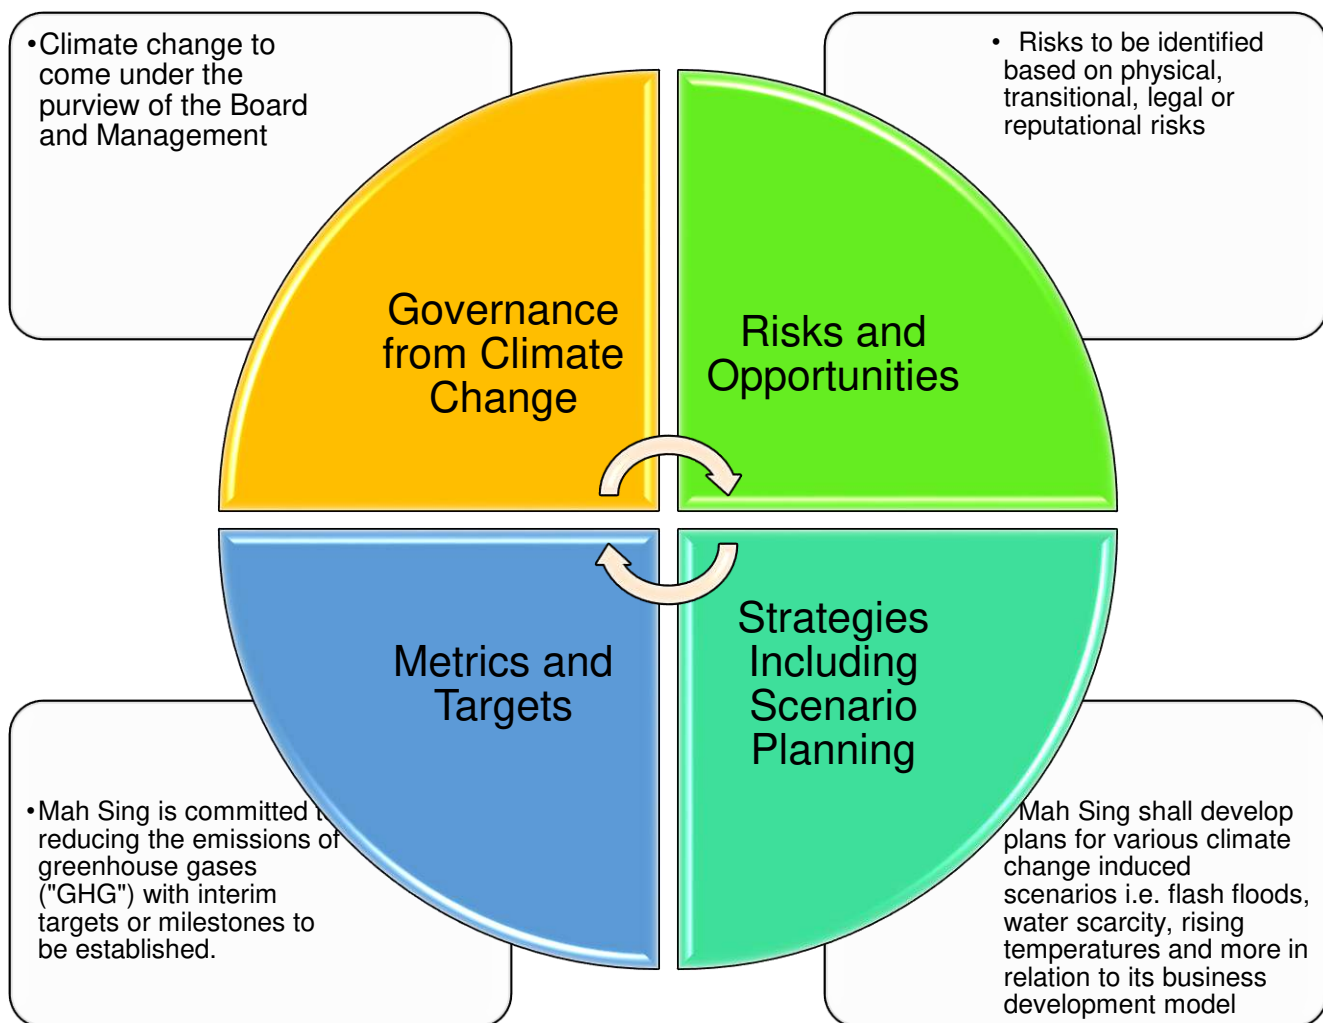 •Climate change to
come under the
purview of the Board
and Management
• Risks to be identified
based on physical,
transitional, legal or
reputational risks
Governance
from Climate
Change
Risks and
Opportunities
Metrics and
Targets
Strategies
Including
Scenario
Planning
•Mah Sing is committed
reducing the emissions of
greenhouse gases
("GHG") with interim
targets or milestones to
be established.
Mah Sing shall develop
plans for various climate
change induced
scenarios i.e. flash floods,
water scarcity, rising
temperatures and more in
relation to its business
development model